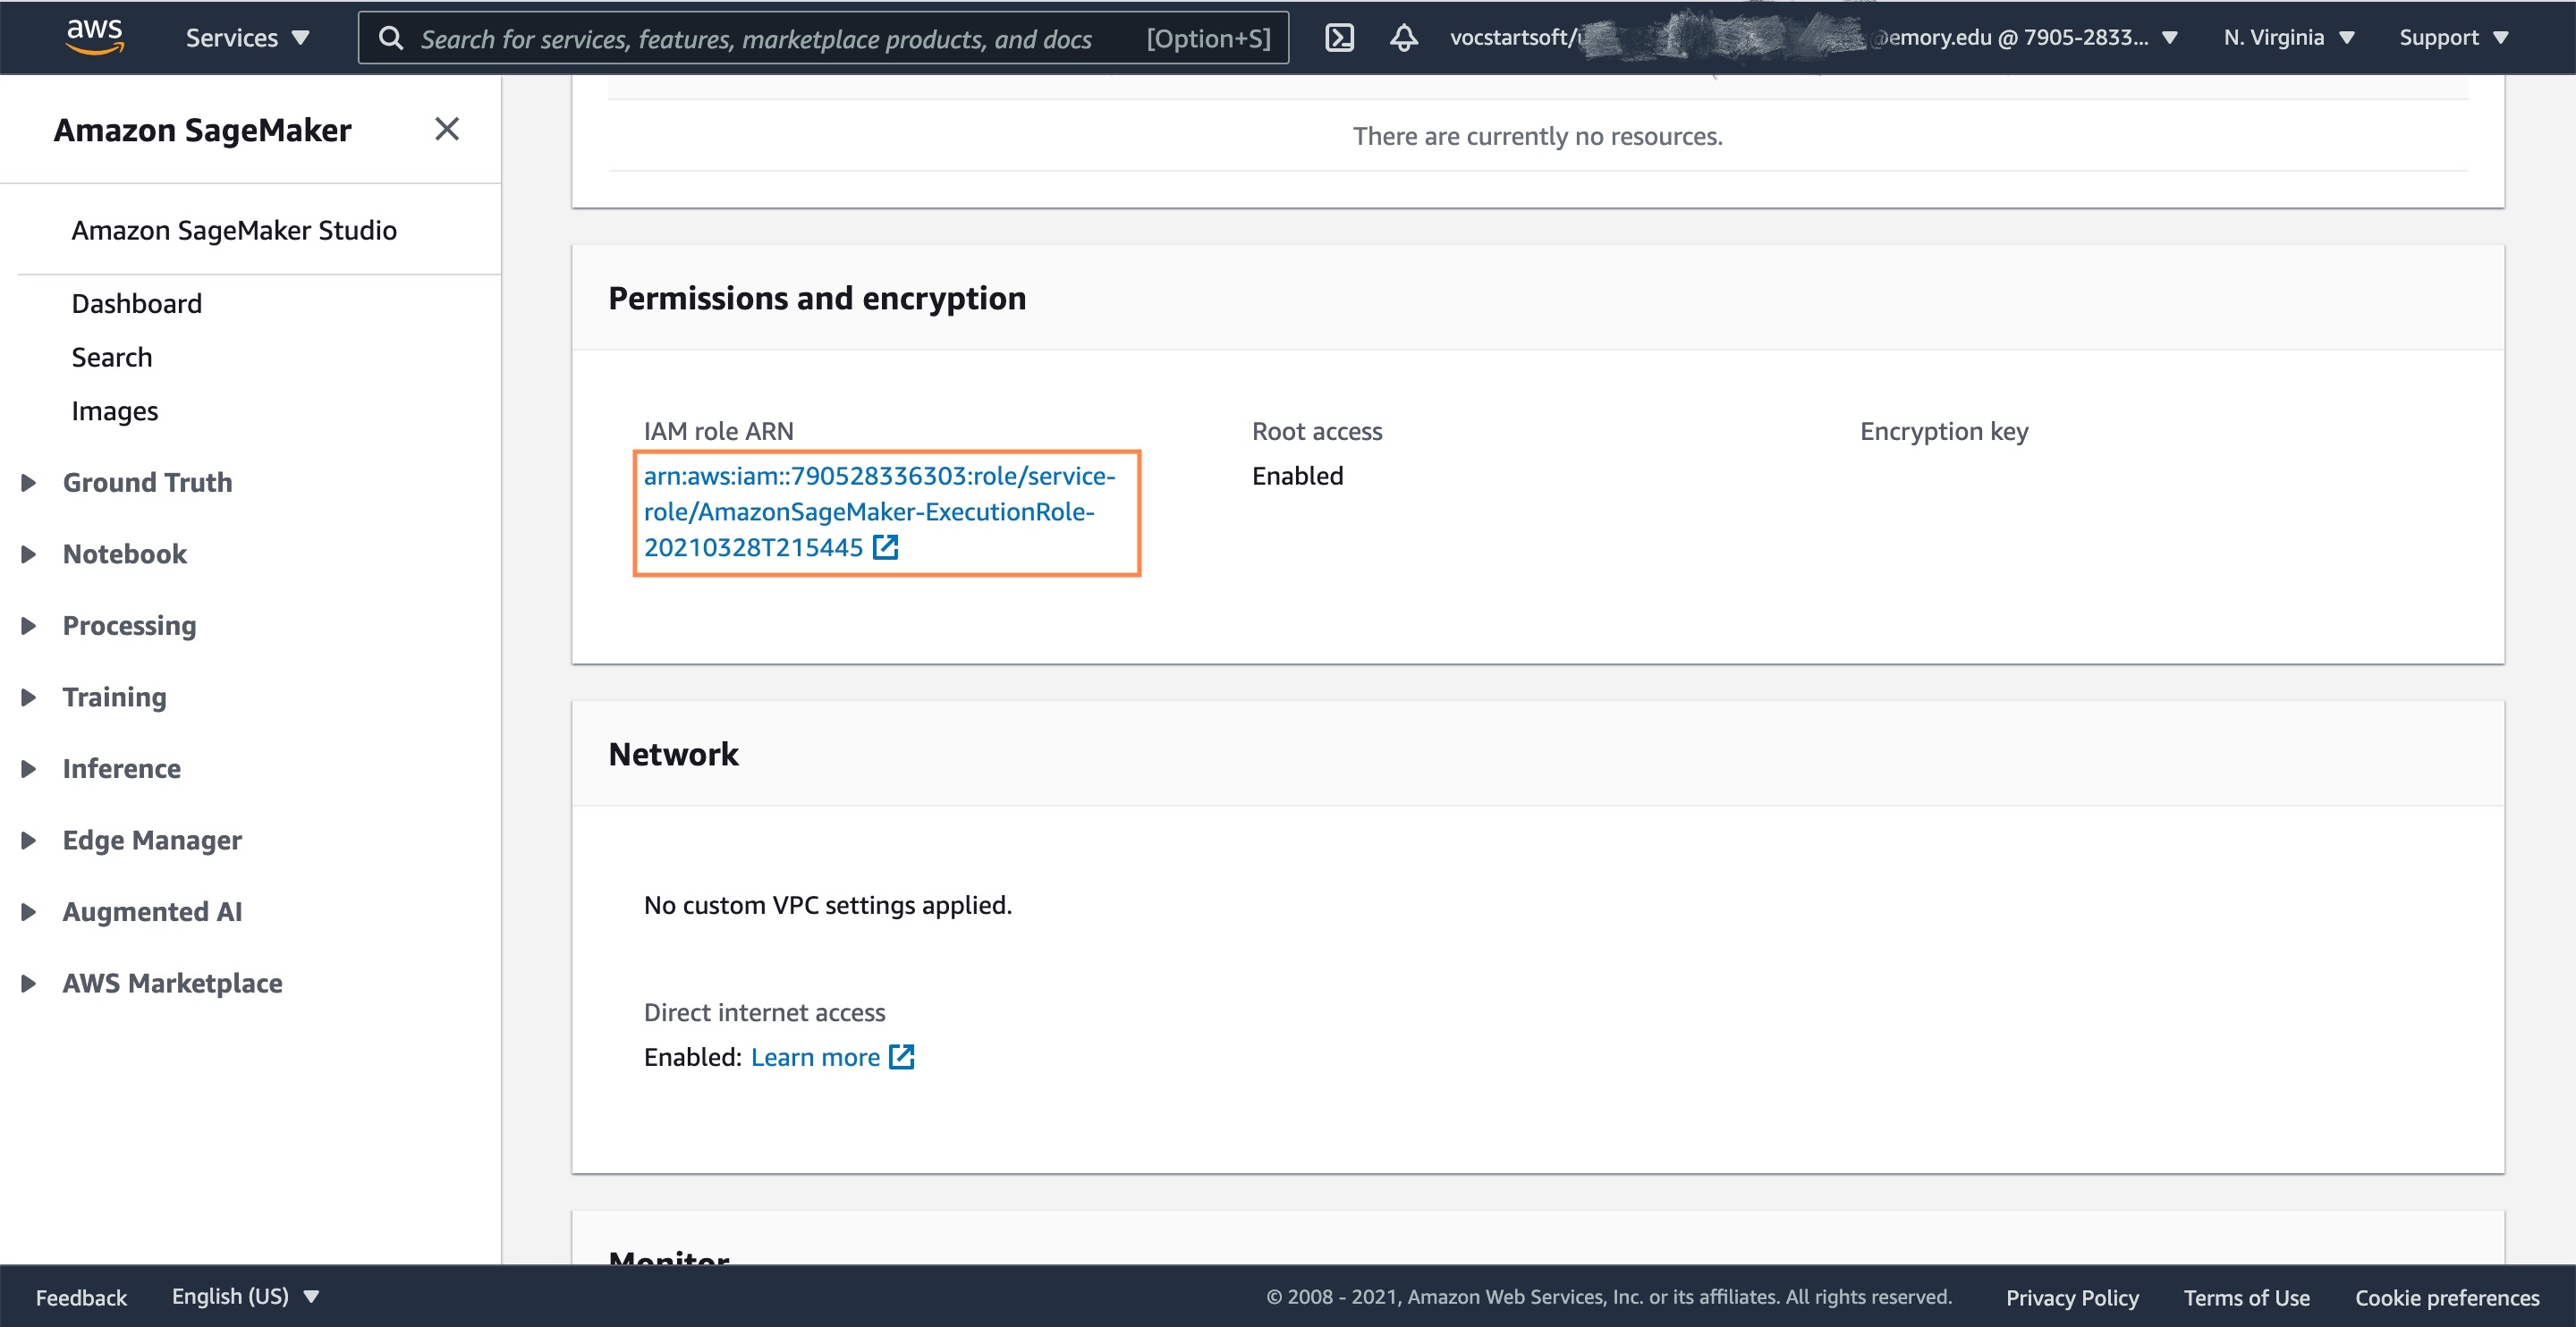 aws
Services
Search for services, features, marketplace products, and docs [Option+S]
vocstartsoft/ @emory.edu @ 7905-2833...
N. Virginia
Support
Amazon SageMaker
Amazon SageMaker Studio
Dashboard
Search
Images
Ground Truth
Notebook
Processing
Training
Inference
Edge Manager
Augmented AI
AWS Marketplace
There are currently no resources.
Permissions and encryption
IAM role ARN
arn:aws:iam::790528336303:role/service-
role/AmazonSageMaker-ExecutionRole-
20210328T215445
Root access
Enabled
Encryption key
Network
No custom VPC settings applied.
Direct internet access
Enabled: Learn more
Monitor
Feedback
English (US)
© 2008 - 2021, Amazon Web Services, Inc. or its affiliates. All rights reserved.
Privacy Policy
Terms of Use
Cookie preferences